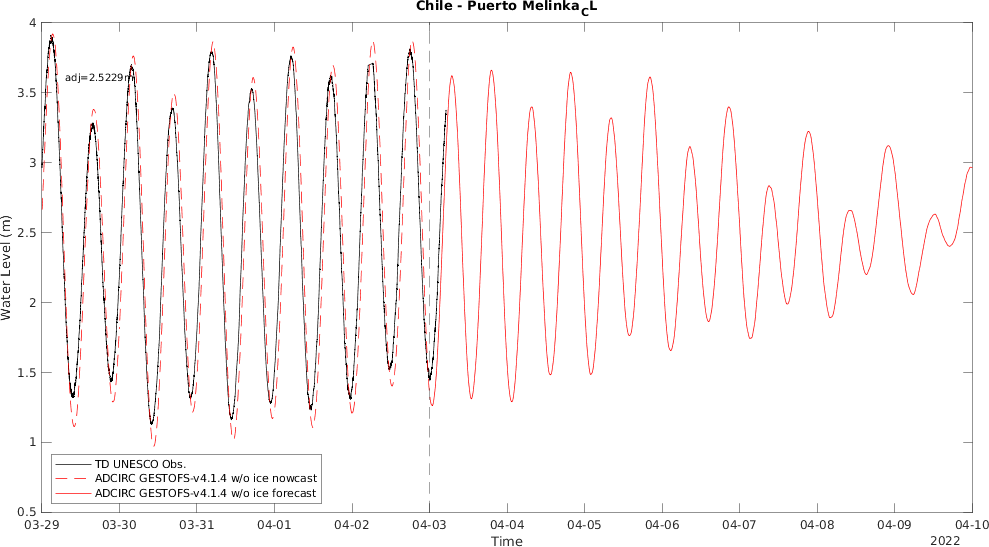 Chile - Puerto MelinkaCL
4
3.5
3
2.5
2
1.5
1
0.5
Water Level (m)
adj=2.5229m
TD UNESCO Obs.
ADCIRC GESTOFS-v4.1.4 w/o ice nowcast
ADCIRC GESTOFS-v4.1.4 w/o ice forecast
03-29 03-30 03-31 04-01 04-02 04-03 04-04 04-05 04-06 04-07 04-08 04-09 04-10
Time
2022